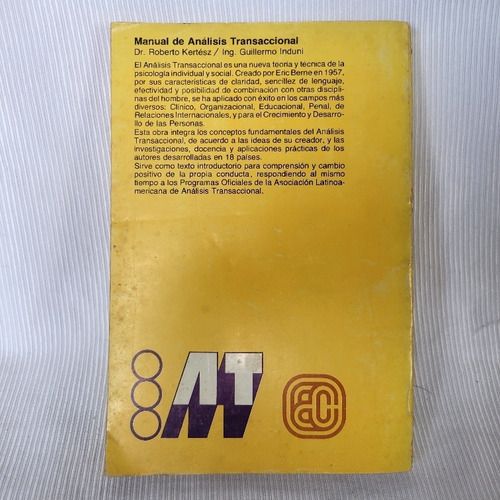 Manual de Análisis Transaccional
Dr. Roberto Kertész / Ing. Guillermo Induni
El Análisis Transaccional es una nueva teoría y técnica de la
psicología individual y social. Creado por Eric Berne en 1957,
por sus características de claridad, sencillez de lenguaje,
efectividad y posibilidad de combinación con otras discipli-
nas del hombre, se ha aplicado con éxito en los campos más
diversos: Clínico, Organizacional, Educacional, Penal, de
Relaciones Internacionales, y para el Crecimiento y Desarro-
llo de las Personas.
Esta obra integra los conceptos fundamentales del Análisis
Transaccional, de acuerdo a las ideas de su creador, y las
investigaciones, docencia y aplicaciones prácticas de los
autores desarrolladas en 18 países.
Sirve como texto introductorio para comprensión y cambio
positivo de la propia conducta, respondiendo al mismo
tiempo a los Programas Oficiales de la Asociación Latinoa-
mericana de Análisis Transaccional.
AT